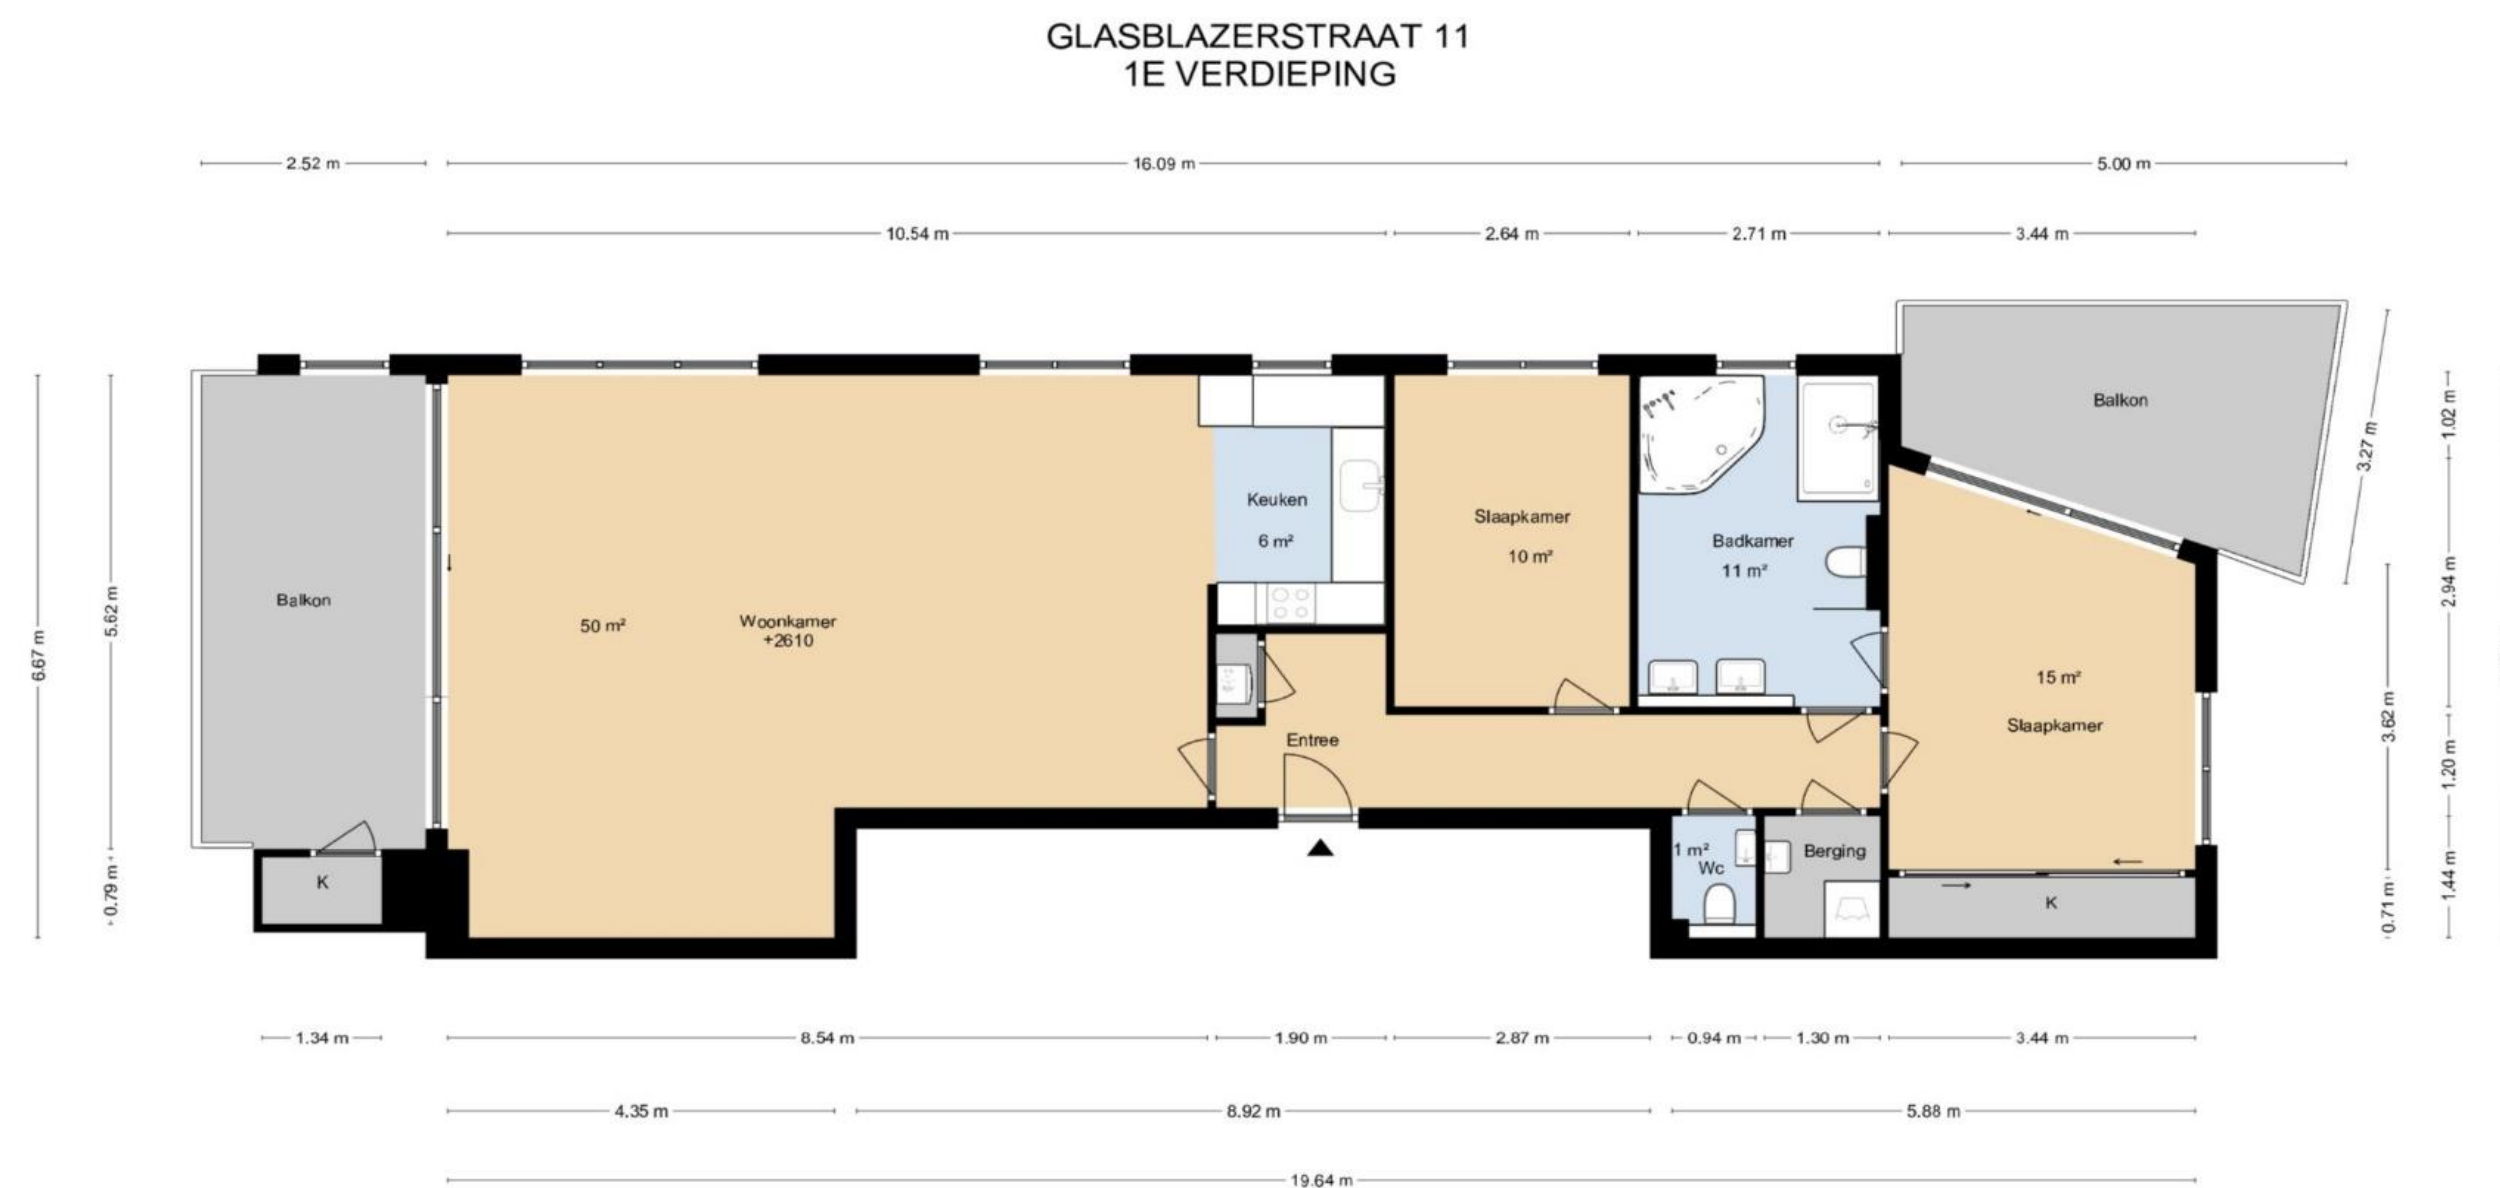 GLASBLAZERSTRAAT 11
1E VERDIEPING
2.52 m
16.09 m
5.00 m
10.54 m
2.64 m
2.71 m
3.44 m
Balkon
3.27 m
1.02 m
Keuken
6 m²
Slaapkamer
10 m²
Badkamer
11 m²
Balkon
50 m²
Woonkamer
+2610
5.62 m
6.67 m
2.94 m
15 m²
Slaapkamer
3.62 m
Entree
1.20 m
1 m²
Wc
Berging
K
K
0.79 m
0.71 m
1.44 m
1.34 m
8.54 m
1.90 m
2.87 m
0.94 m
1.30 m
3.44 m
4.35 m
8.92 m
5.88 m
19.64 m